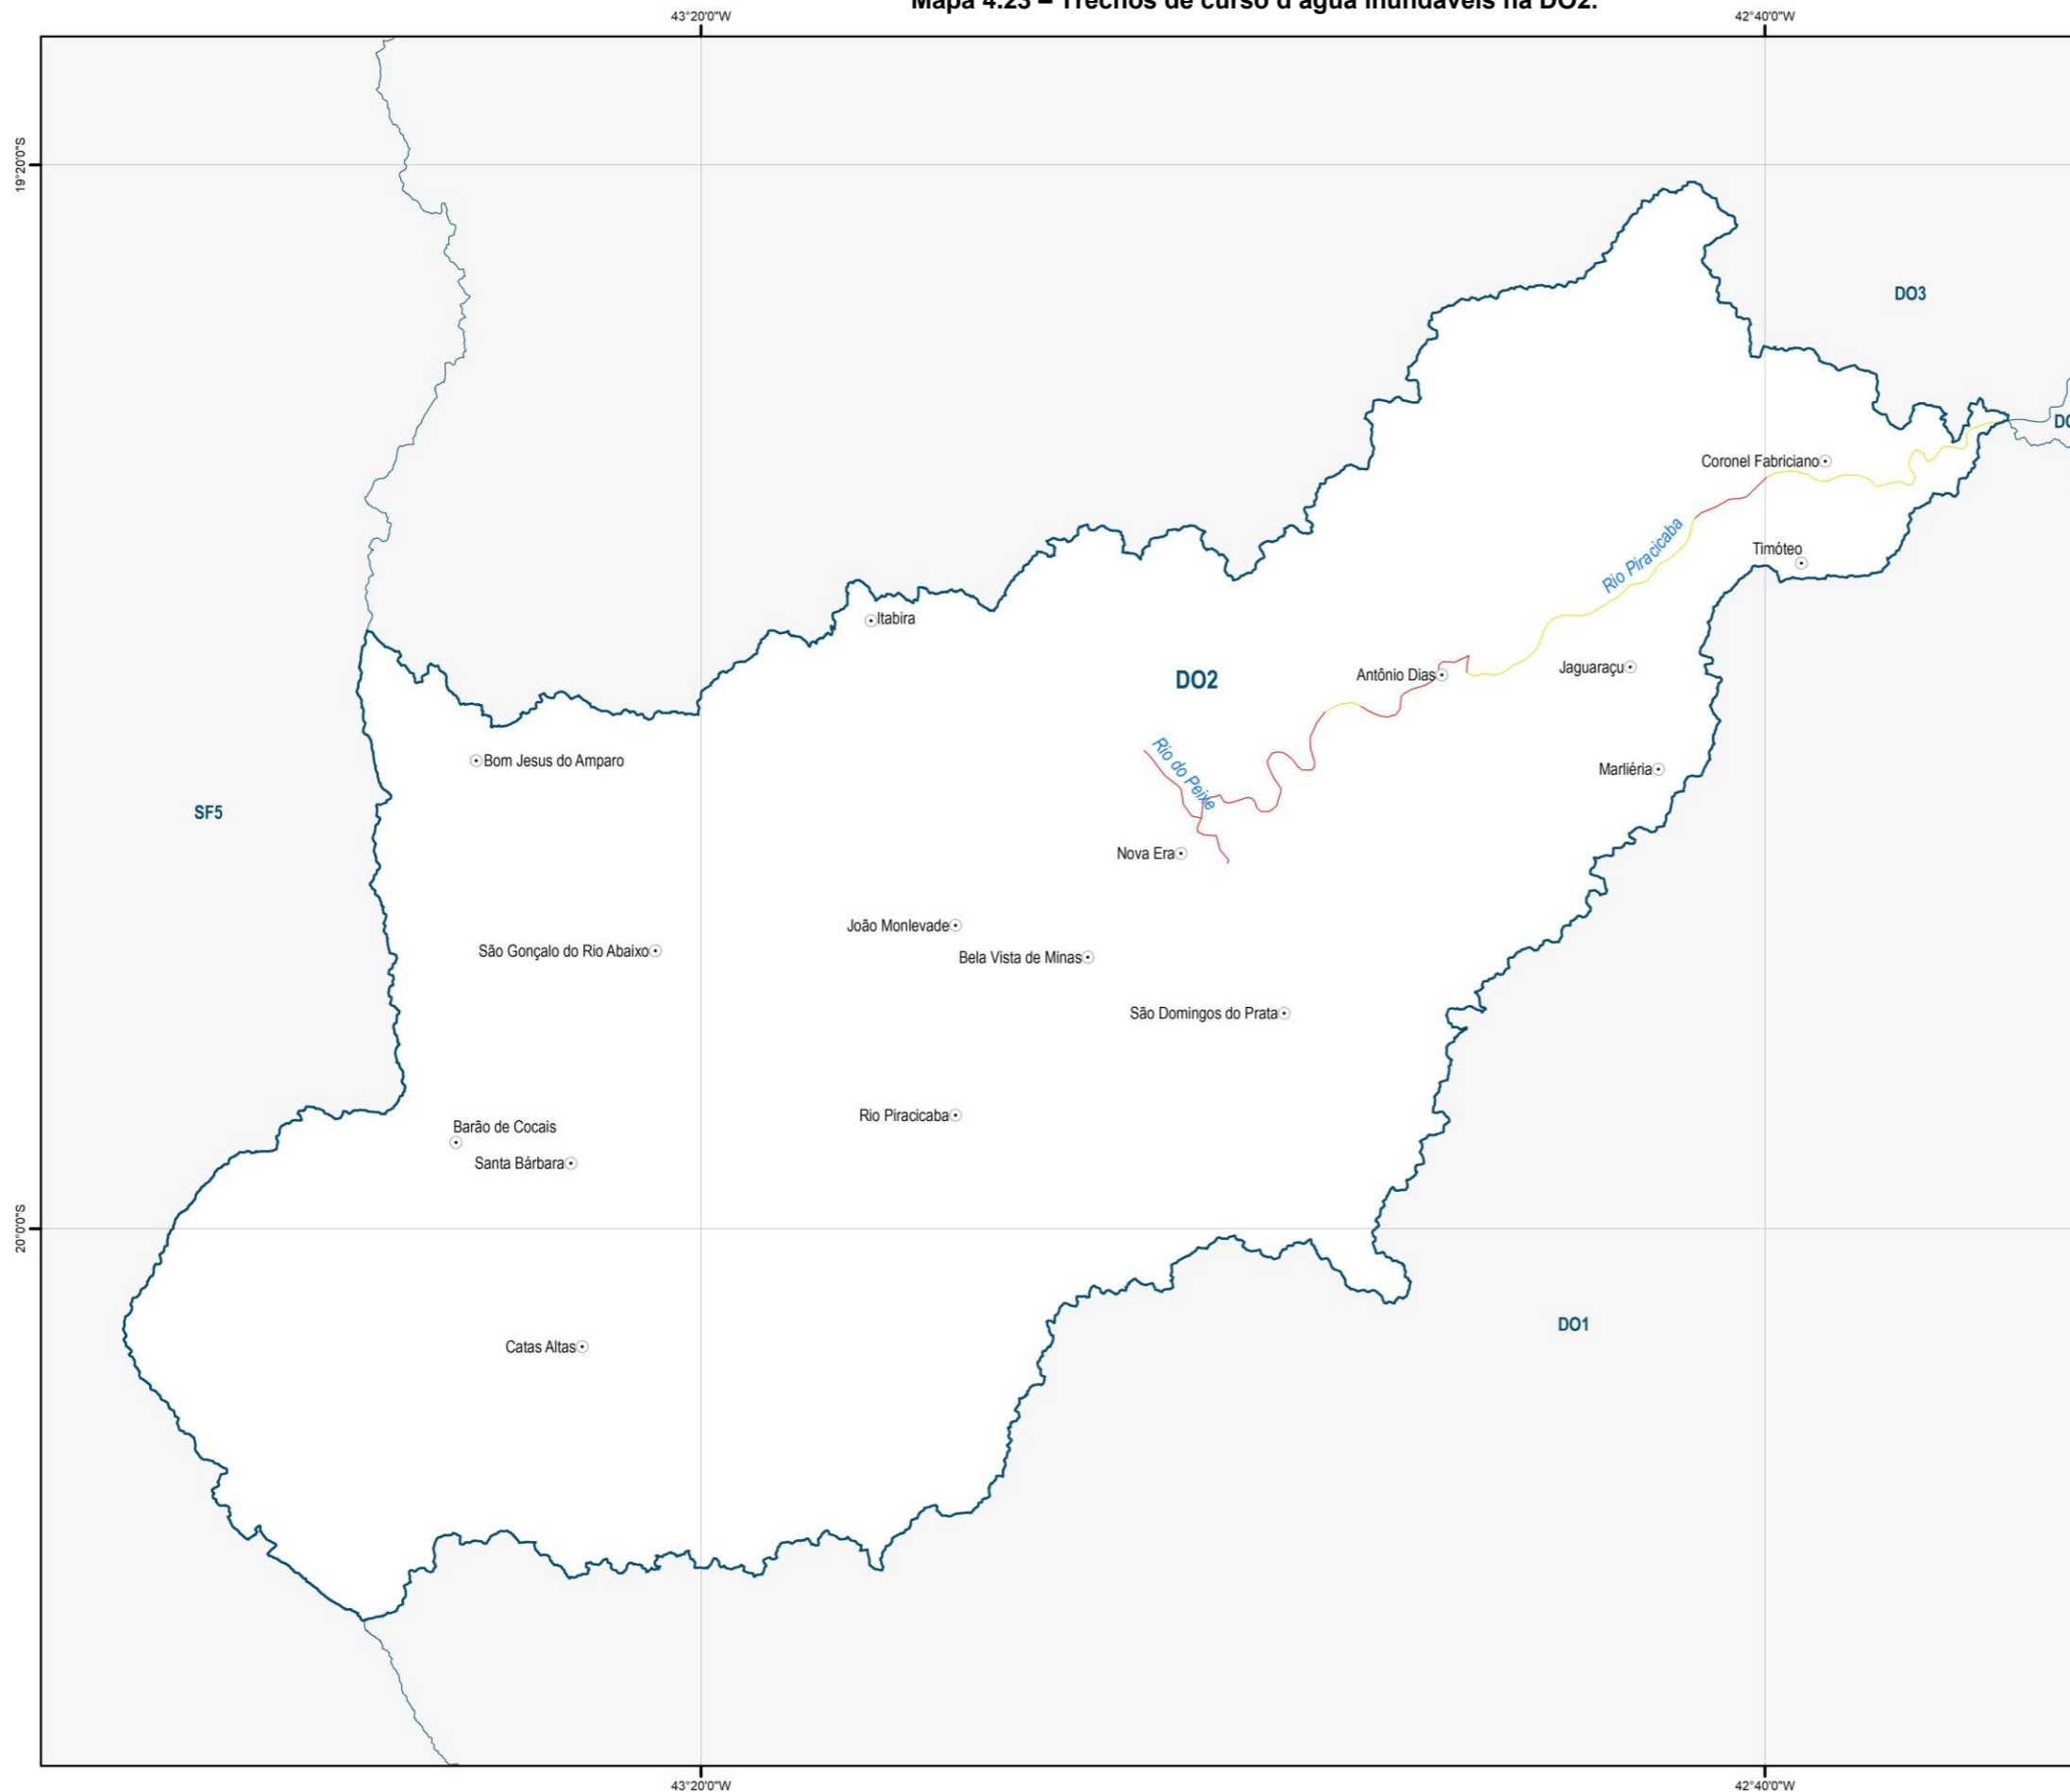 Mapa 4.23 – Trechos de curso d'água inundáveis na DO2.
43°20'0"W
42°40'0"W
19°20'0"S
DO3
Coronel Fabriciano
Rio Piracicaba
Timóteo
Itabira
Jaguaraçu
Antônio Dias
DO2
Rio do Peixe
Bom Jesus do Amparo
Marliéria
SF5
Nova Era
João Monlevade
São Gonçalo do Rio Abaixo
Bela Vista de Minas
São Domingos do Prata
Rio Piracicaba
Barão de Cocais
Santa Bárbara
20°0'0"S
DO1
Catas Altas
43°20'0"W
42°40'0"W